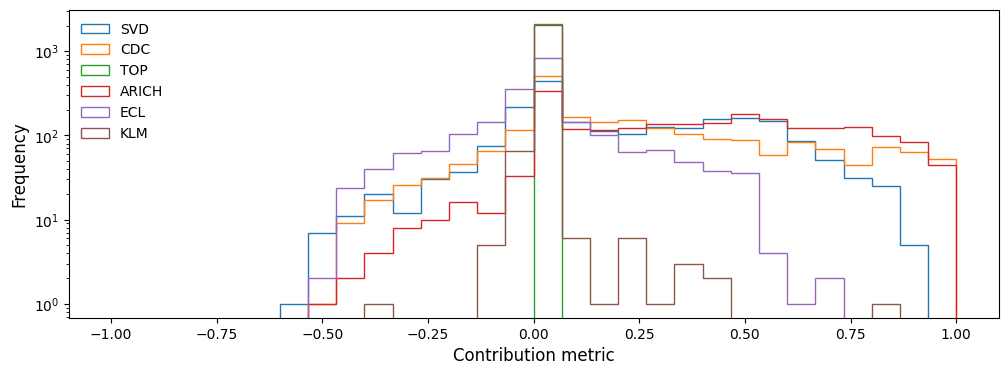 SVD
CDC
TOP
ARICH
ECL
KLM
Frequency
10³
10²
10¹
10⁰
−1.00 −0.75 −0.50 −0.25 0.00 0.25 0.50 0.75 1.00
Contribution metric